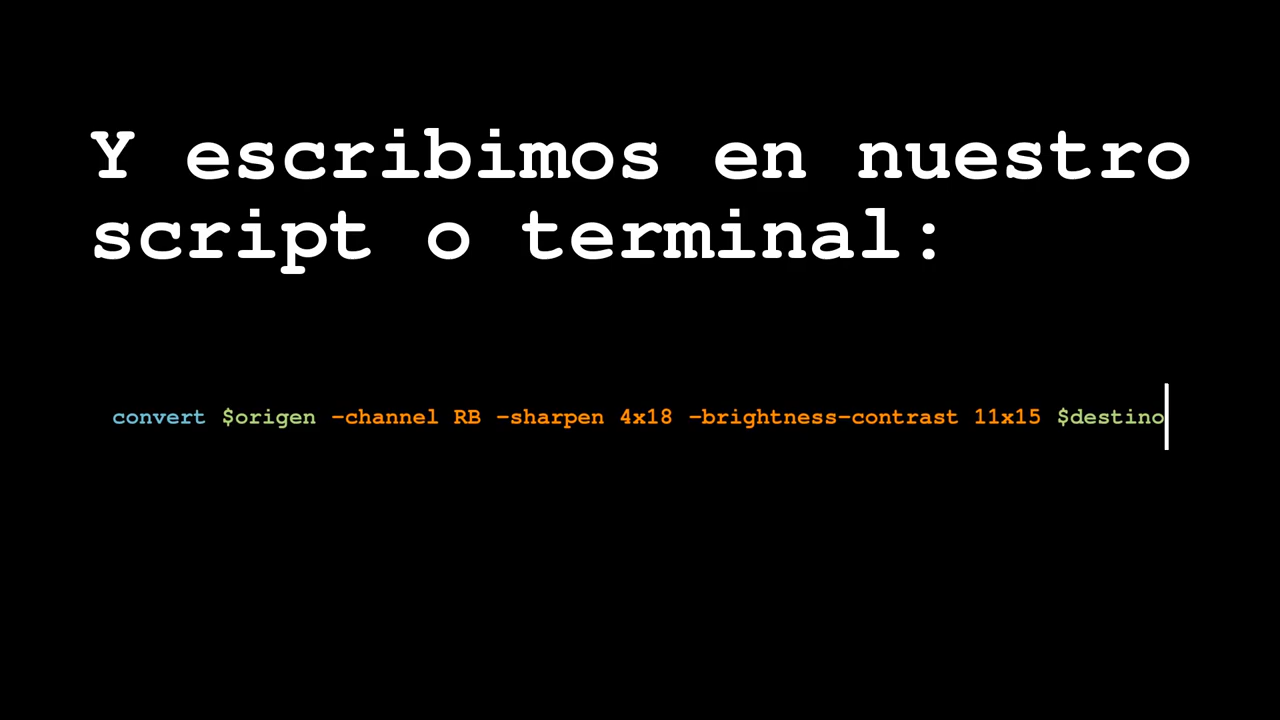 Y escribimos en nuestro
script o terminal:
convert $origen -channel RB -sharpen 4x18 -brightness-contrast 11x15 $destino